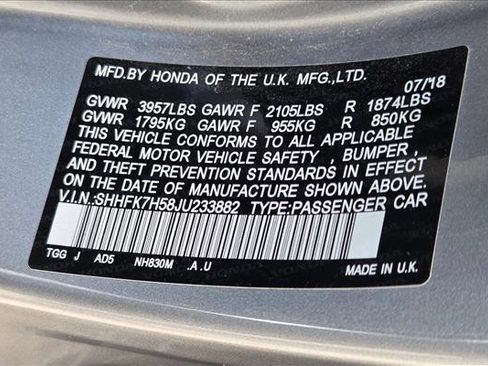 MFD.BY HONDA OF THE U.K. MFG.,LTD. 07/18
GVWR 3957LBS GAWR F 2105LBS R 1874LBS
GVWR 1795KG GAWR F 955KG R 850KG
THIS VEHICLE CONFORMS TO ALL APPLICABLE
FEDERAL MOTOR VEHICLE SAFETY , BUMPER ,
AND THEFT PREVENTION STANDARDS IN EFFECT
ON THE DATE OF MANUFACTURE SHOWN ABOVE.
V.I.N.:SHHFK7H58JU233882 TYPE:PASSENGER CAR
TGG J AD5 NH830M .A .U MADE IN U.K.